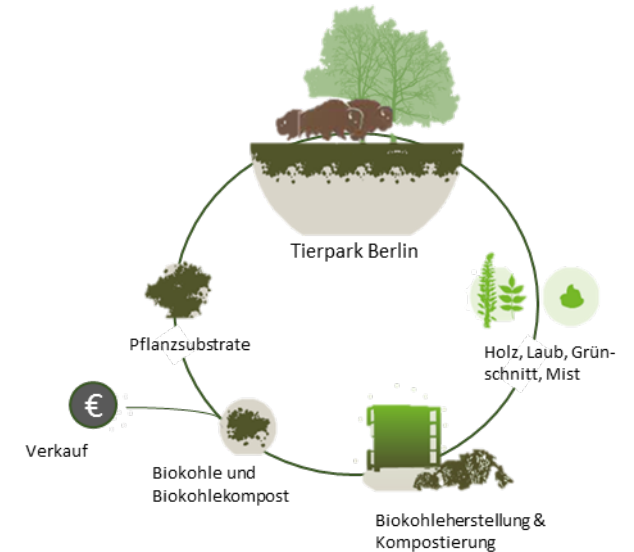 Tierpark Berlin
Pflanzsubstrate
Holz, Laub, Grün-
schnitt, Mist
€
Verkauf
Biokohle und
Biokohlekompost
Biokohleherstellung &
Kompostierung